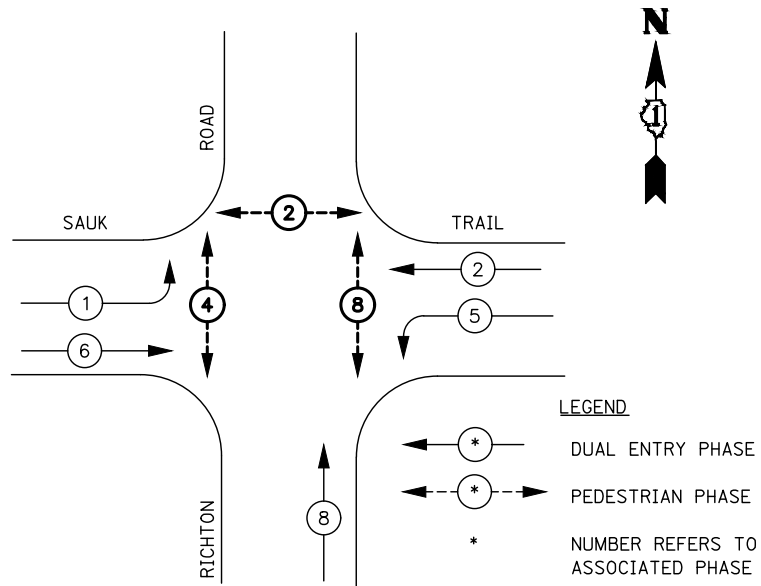 N
1
ROAD
2
SAUK
TRAIL
2
1
4
8
5
6
LEGEND
* DUAL ENTRY PHASE
* PEDESTRIAN PHASE
RICHTON
8
* NUMBER REFERS TO
ASSOCIATED PHASE